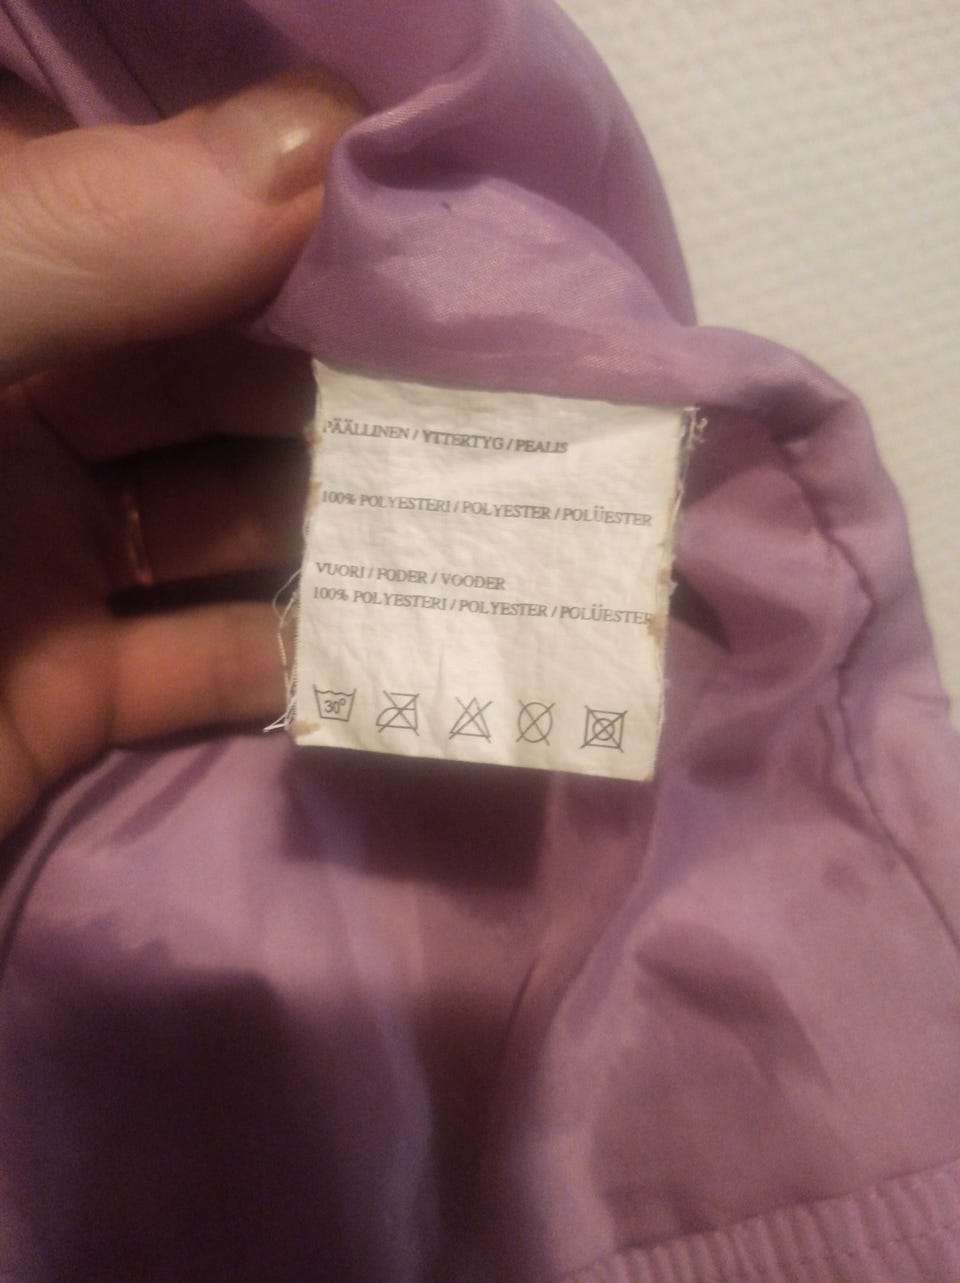 PÄÄLLINEN / YTTERTYG / PEALIS
100% POLYESTERI / POLYESTER / POLÜESTER
VUORI / FODER / VOODER
100% POLYESTERI / POLYESTER / POLÜESTER
30°